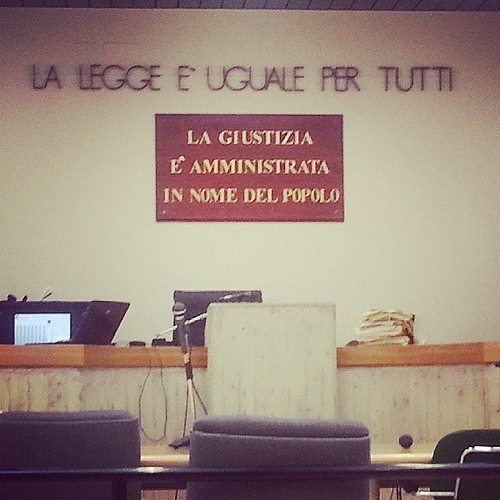 LA LEGGE E' UGUALE PER TUTTI
LA GIUSTIZIA
E' AMMINISTRATA
IN NOME DEL POPOLO